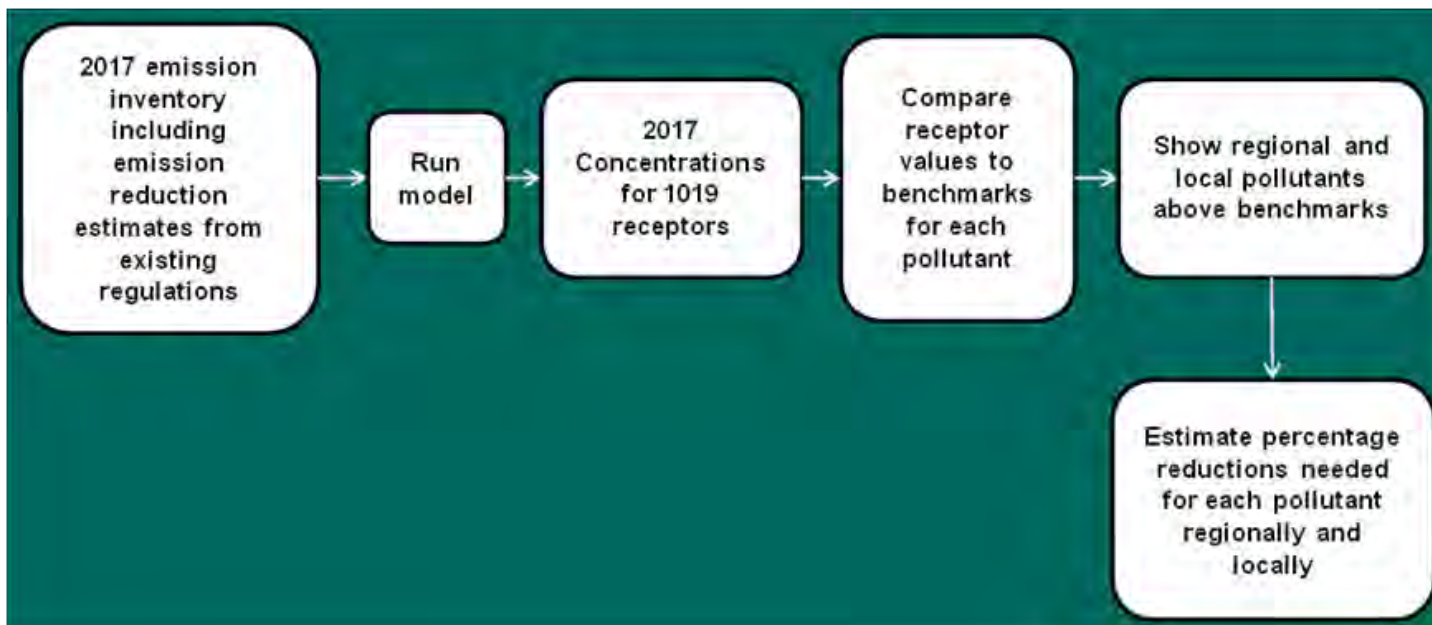 2017 emission
inventory
including
emission
reduction
estimates from
existing
regulations
Run
model
2017
Concentrations
for 1019
receptors
Compare
receptor
values to
benchmarks
for each
pollutant
Show regional and
local pollutants
above benchmarks
Estimate percentage
reductions needed
for each pollutant
regionally and
locally